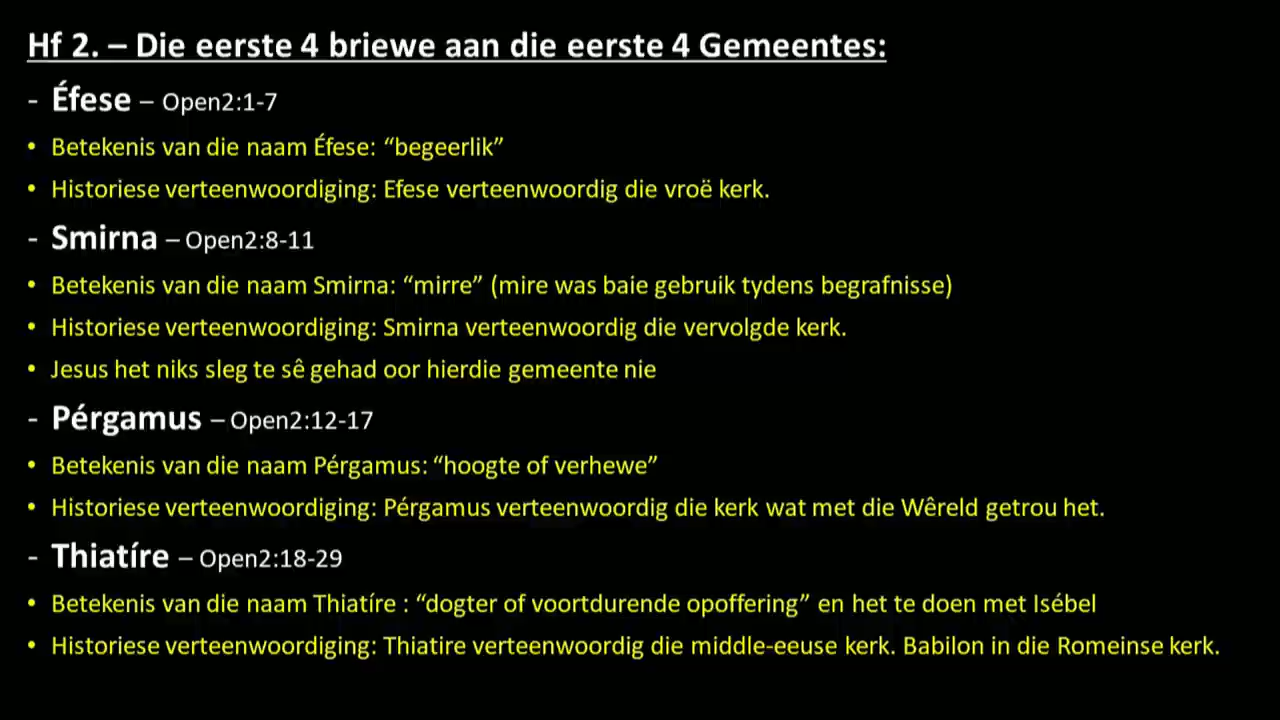 Hf 2. – Die eerste 4 briewe aan die eerste 4 Gemeentes:
- Éfese – Open2:1-7
• Betekenis van die naam Éfese: “begeerlik”
• Historiese verteenwoordiging: Efese verteenwoordig die vroë kerk.
- Smirna – Open2:8-11
• Betekenis van die naam Smirna: “mirre” (mire was baie gebruik tydens begrafnisse)
• Historiese verteenwoordiging: Smirna verteenwoordig die vervolgde kerk.
• Jesus het niks sleg te sê gehad oor hierdie gemeente nie
- Pérgamus – Open2:12-17
• Betekenis van die naam Pérgamus: “hoogte of verhewe”
• Historiese verteenwoordiging: Pérgamus verteenwoordig die kerk wat met die Wêreld getrou het.
- Thiatíre – Open2:18-29
• Betekenis van die naam Thiatíre : “dogter of voortdurende opoffering” en het te doen met Isébel
• Historiese verteenwoordiging: Thiatire verteenwoordig die middle-eeuse kerk. Babilon in die Romeinse kerk.